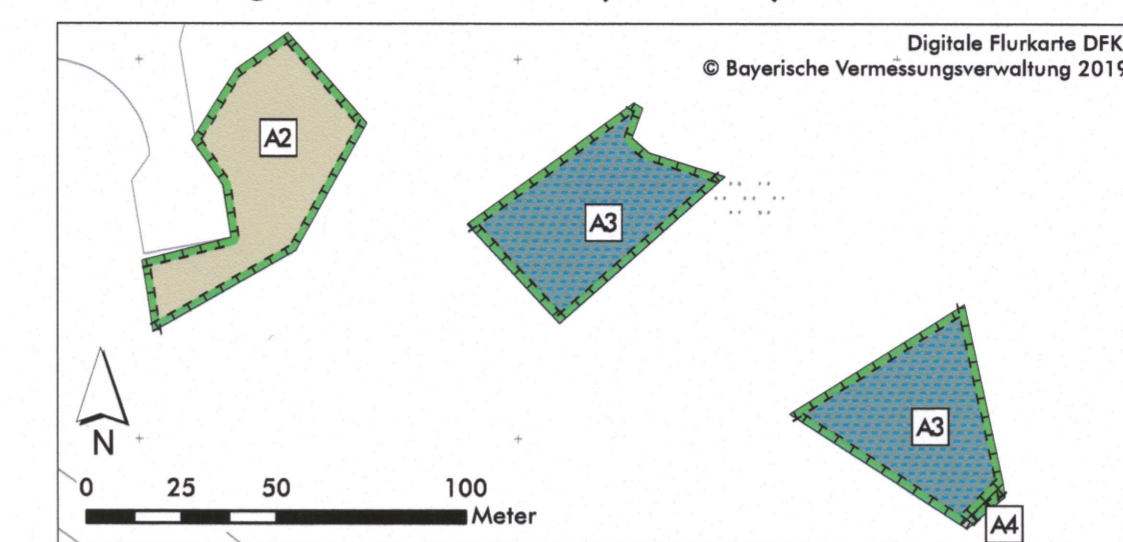 Digitale Flurkarte DFK
© Bayerische Vermessungsverwaltung 2019
A2
A3
A3
N
0 25 50 100
Meter
A4